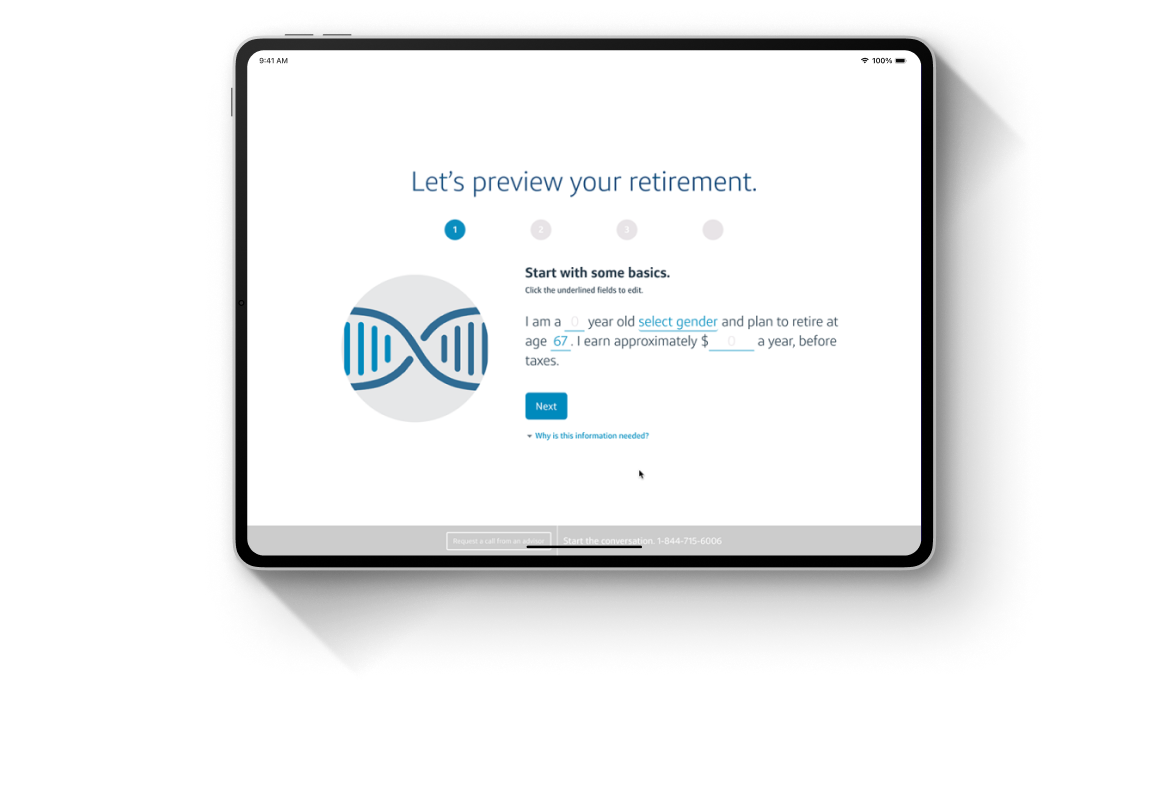 9:41 AM
100%
Let's preview your retirement.
1
2
3
Start with some basics.
Click the underlined fields to edit.
I am a 0 year old select gender and plan to retire at
age 67. I earn approximately $ 0 a year, before
taxes.
Next
Why is this information needed?
Request a call from an advisor
Start the conversation. 1-844-715-6006